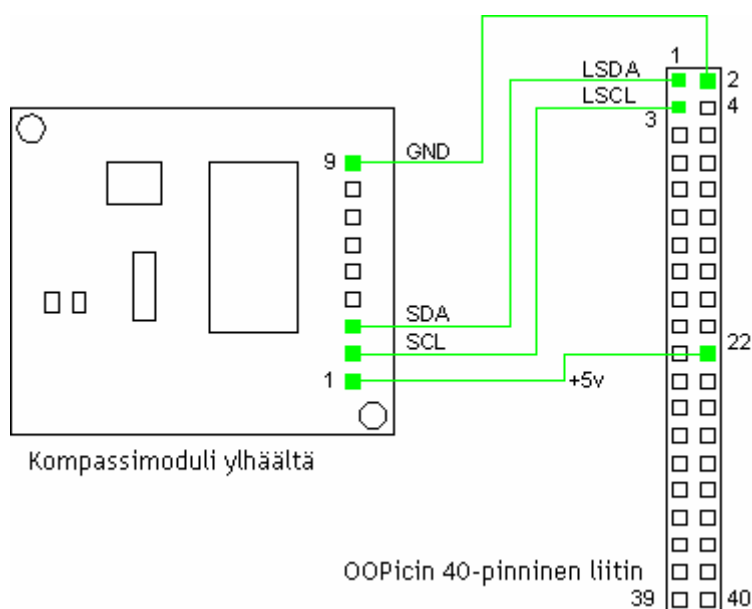 1
LSDA
2
LSCL
4
3
GND
9
SDA
SCL
22
1
+5v
Kompassimoduli ylhäältä
OOPicin 40-pinninen liitin
39
40